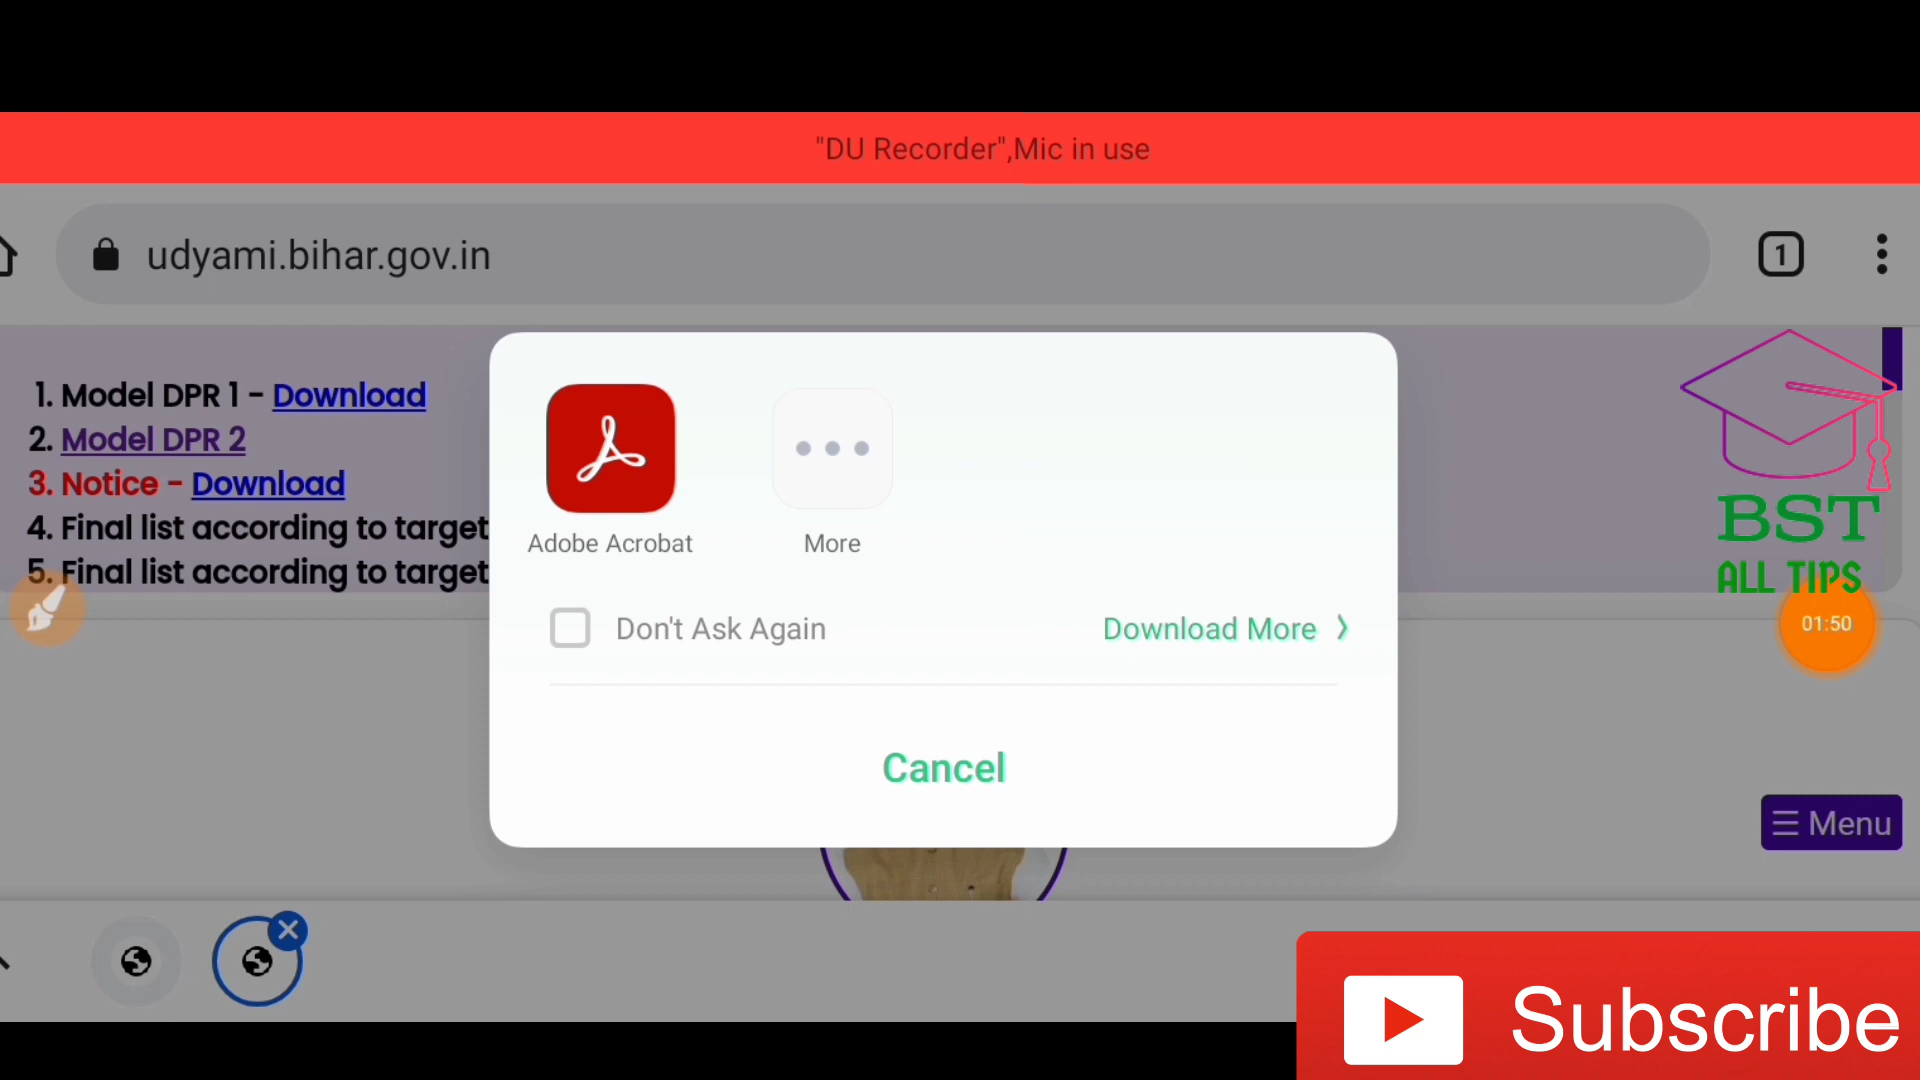 "DU Recorder",Mic in use
udyami.bihar.gov.in
1
1. Model DPR 1 - Download
2. Model DPR 2
3. Notice - Download
4. Final list according to target
5. Final list according to target
Adobe Acrobat
More
Don't Ask Again
Download More
Cancel
BST
ALL TIPS
01:50
Menu
Subscribe